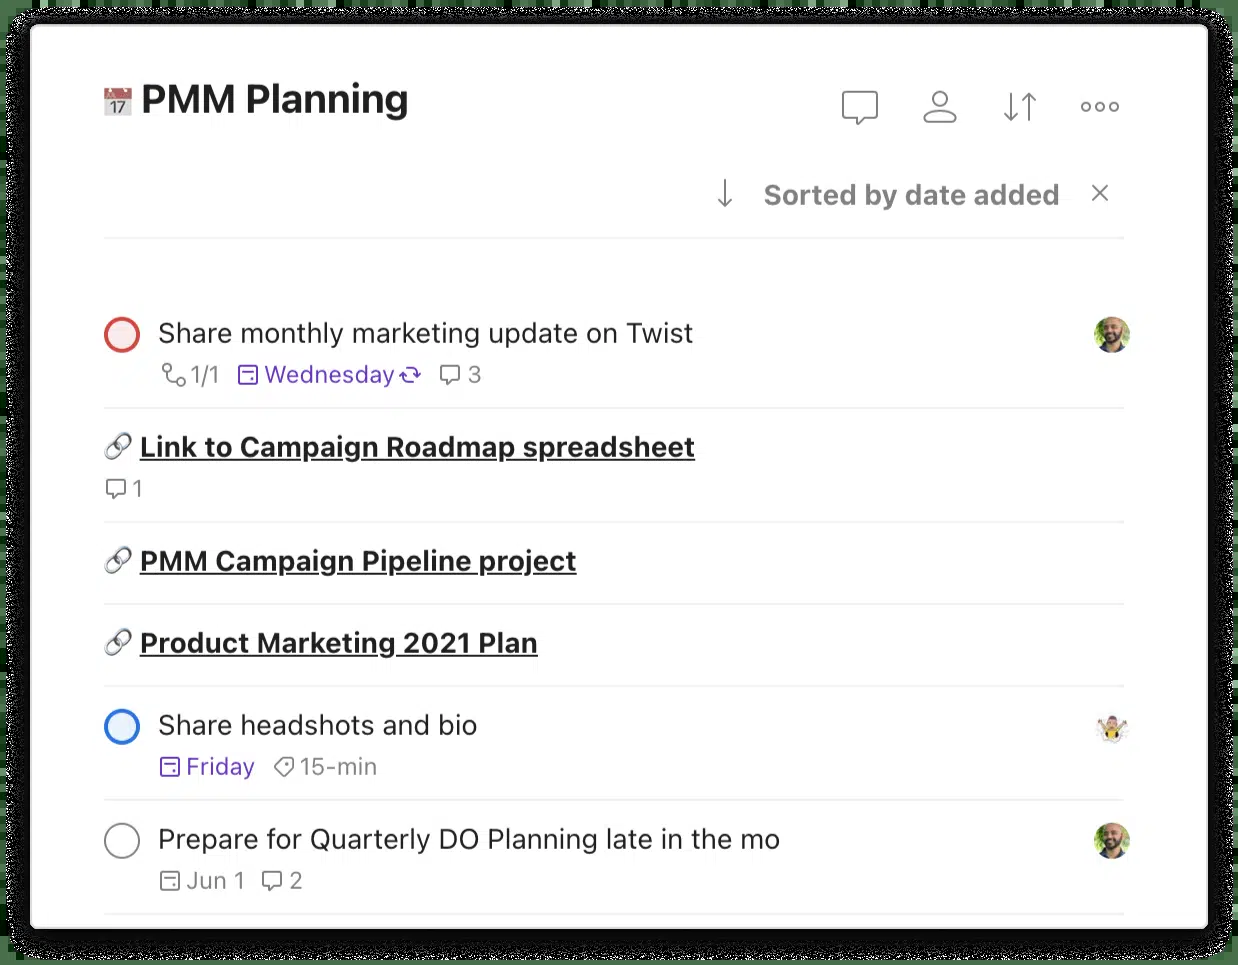 17 PMM Planning
Sorted by date added
Share monthly marketing update on Twist
1/1 Wednesday 3
Link to Campaign Roadmap spreadsheet
1
PMM Campaign Pipeline project
Product Marketing 2021 Plan
Share headshots and bio
Friday 15-min
Prepare for Quarterly DO Planning late in the mo
Jun 1 2